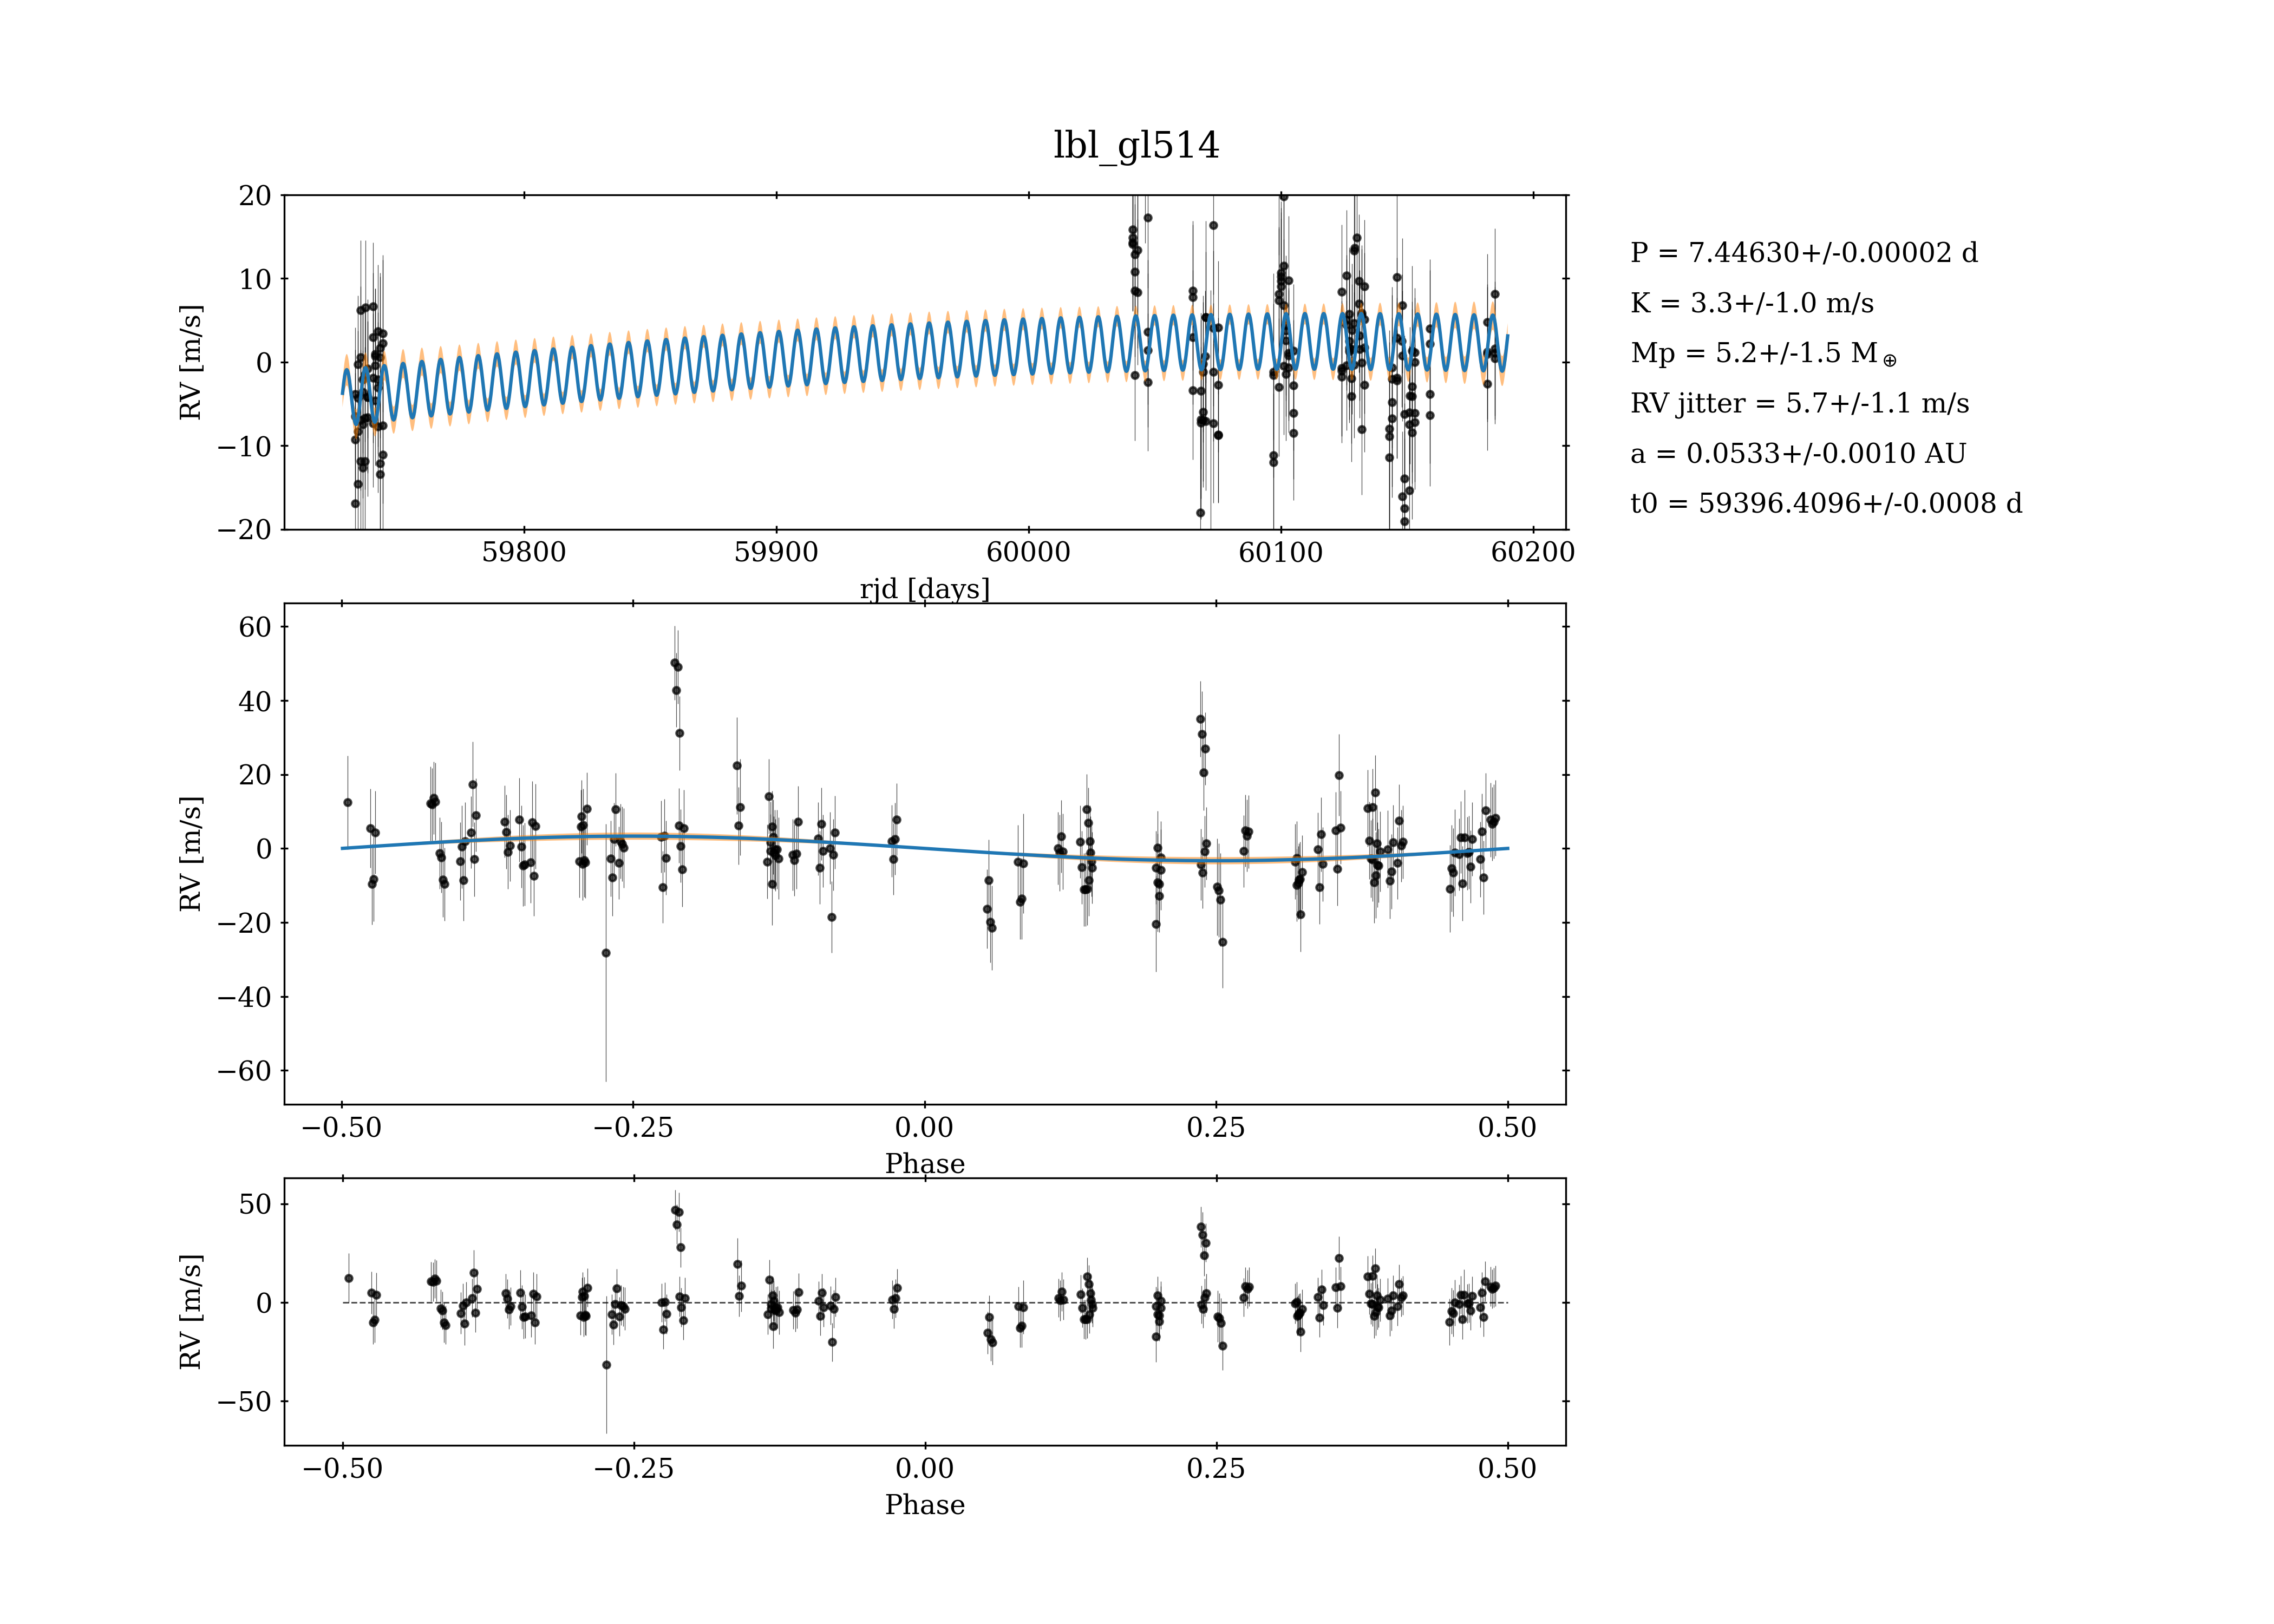 lbl_gl514
20
10
0
−10
−20
RV [m/s]
59800 59900 60000 60100 60200
rjd [days]
P = 7.44630+/-0.00002 d
K = 3.3+/-1.0 m/s
Mp = 5.2+/-1.5 M⊕
RV jitter = 5.7+/-1.1 m/s
a = 0.0533+/-0.0010 AU
t0 = 59396.4096+/-0.0008 d
60
40
20
0
−20
−40
−60
RV [m/s]
−0.50 −0.25 0.00 0.25 0.50
Phase
50
0
−50
RV [m/s]
−0.50 −0.25 0.00 0.25 0.50
Phase